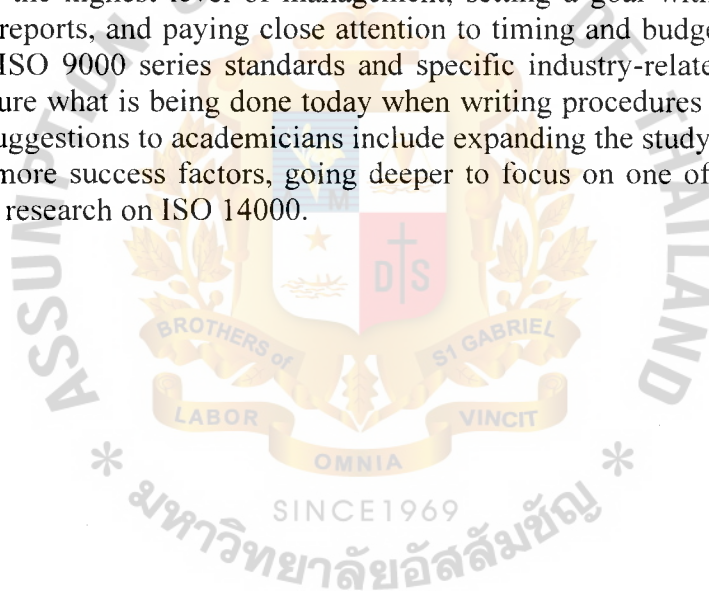 the highest level of management, setting a goal with
reports, and paying close attention to timing and budge
ISO 9000 series standards and specific industry-relate
ure what is being done today when writing procedures
uggestions to academicians include expanding the study
more success factors, going deeper to focus on one of
research on ISO 14000.
ASSUMPTION
OF THAILAND
M
D S
BROTHERS of
ST GABRIEL
LABOR
VINCIT
OMNIA
* *
SINCE1969
มหาวิทยาลัยอัสสัมชัญ